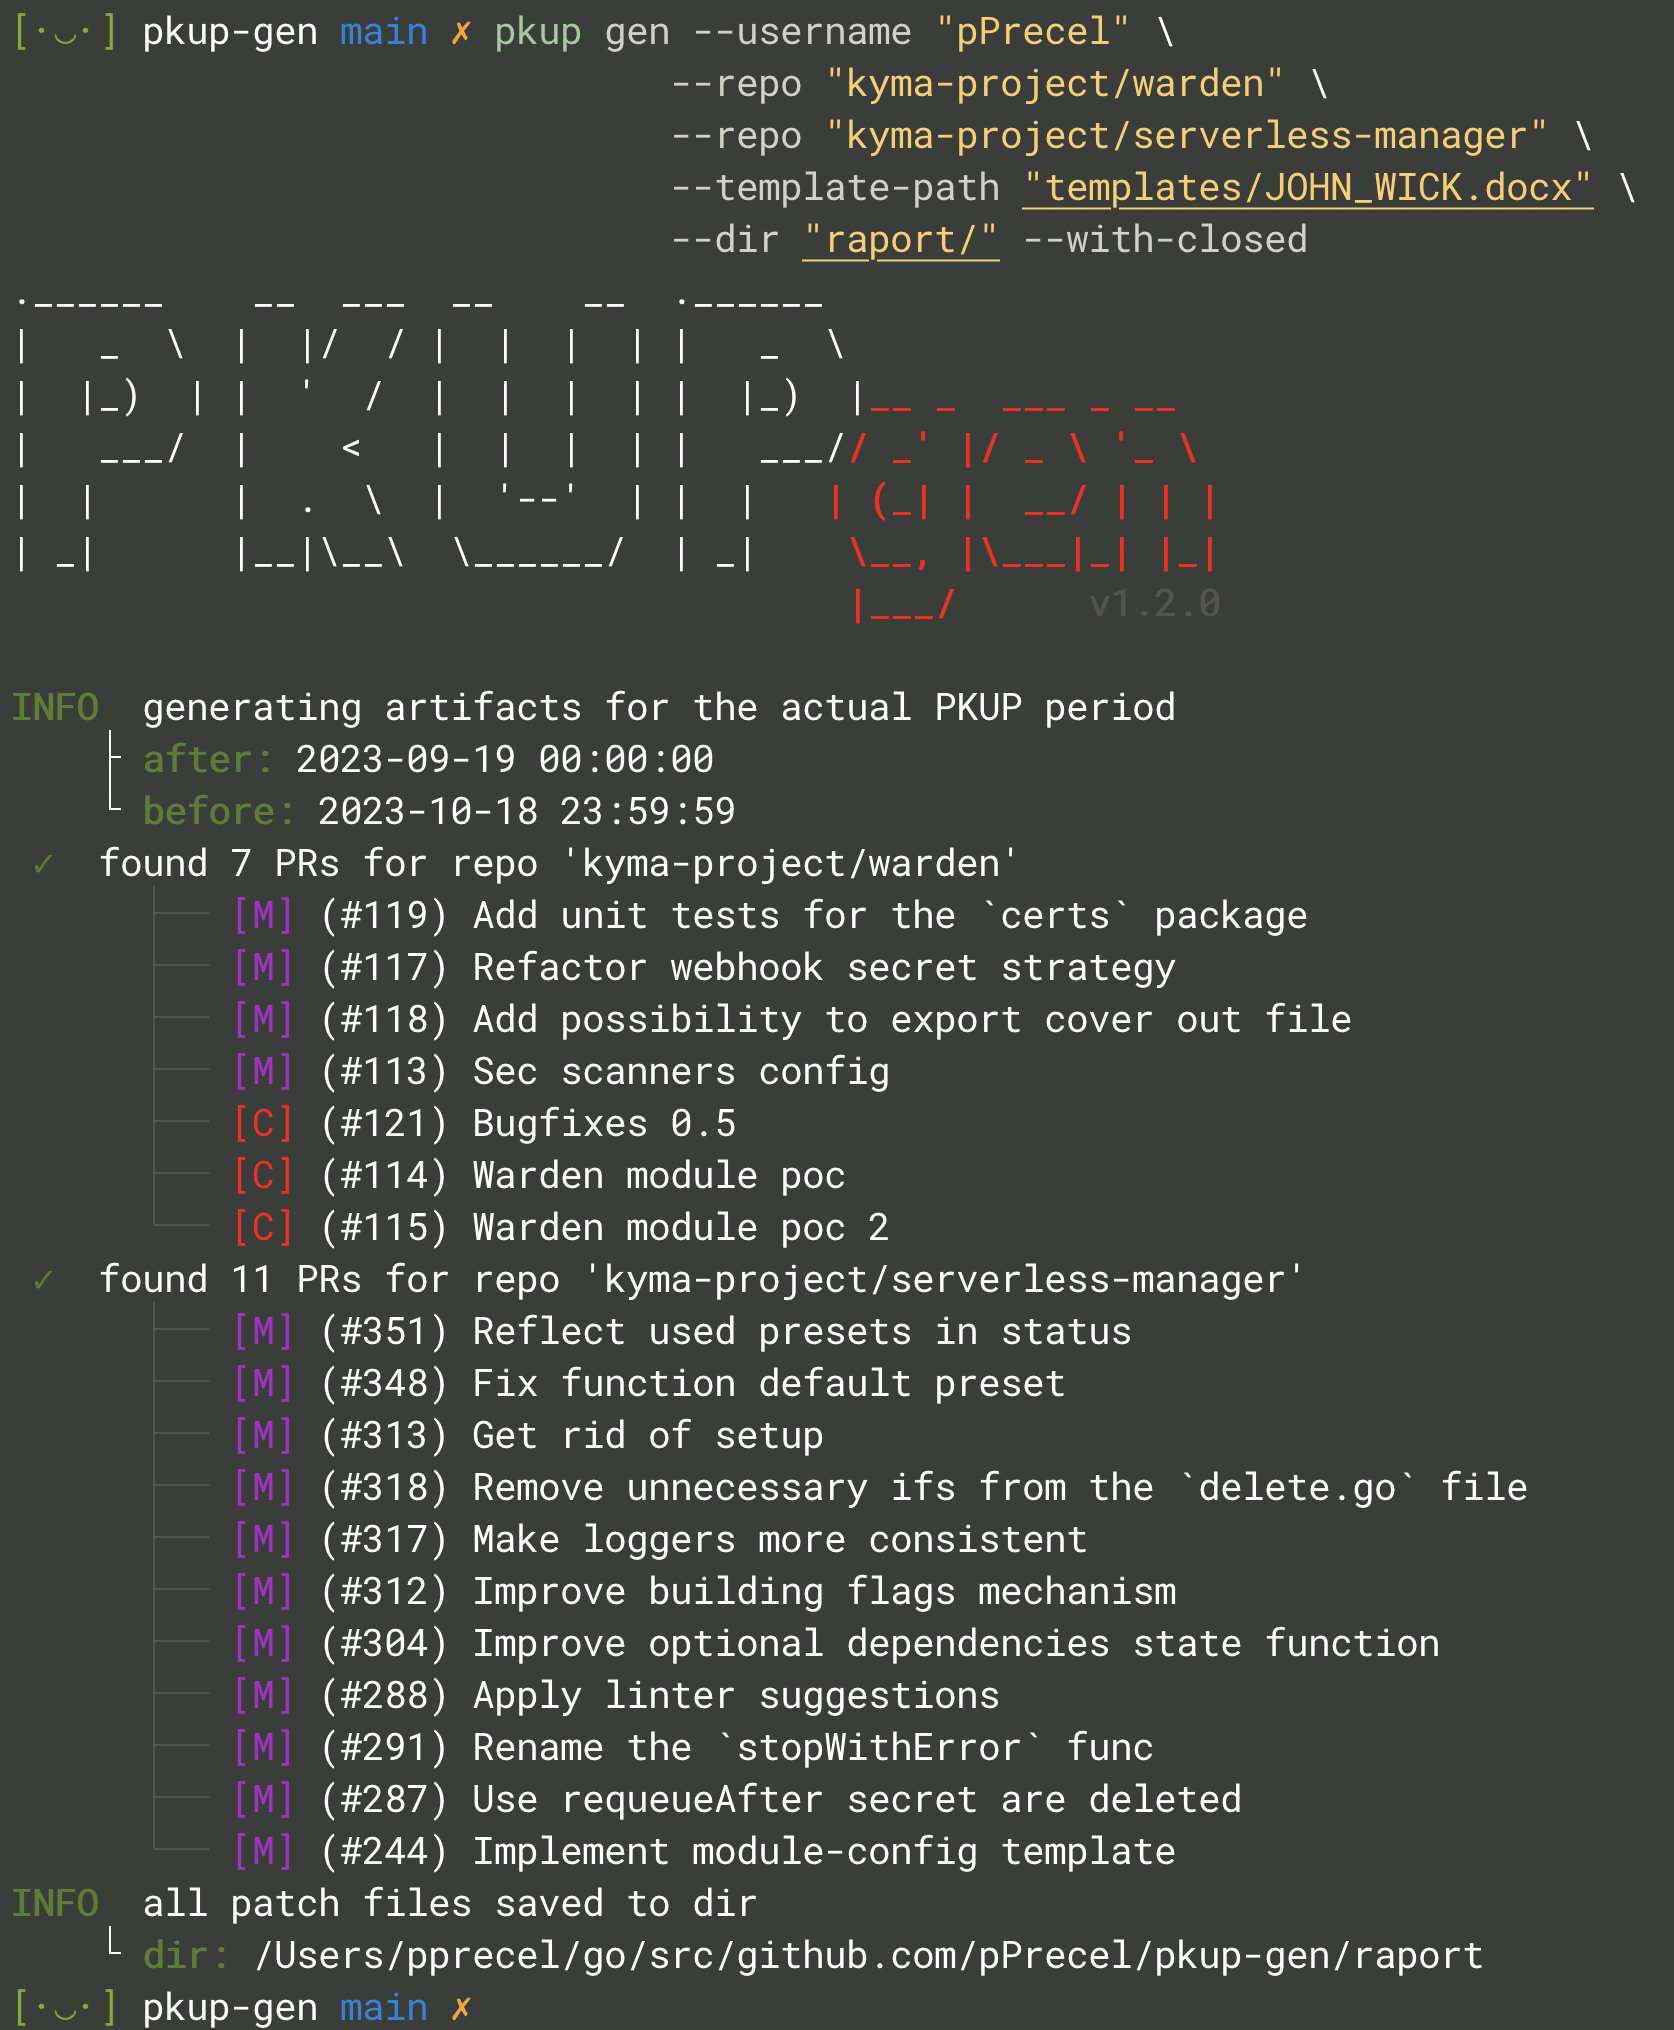 [·◡·] pkup-gen main ✗ pkup gen --username "pPrecel" \
--repo "kyma-project/warden" \
--repo "kyma-project/serverless-manager" \
--template-path "templates/JOHN_WICK.docx" \
--dir "raport/" --with-closed
PKUP gen
v1.2.0
INFO generating artifacts for the actual PKUP period
after: 2023-09-19 00:00:00
before: 2023-10-18 23:59:59
✓ found 7 PRs for repo 'kyma-project/warden'
[M] (#119) Add unit tests for the `certs` package
[M] (#117) Refactor webhook secret strategy
[M] (#118) Add possibility to export cover out file
[M] (#113) Sec scanners config
[C] (#121) Bugfixes 0.5
[C] (#114) Warden module poc
[C] (#115) Warden module poc 2
✓ found 11 PRs for repo 'kyma-project/serverless-manager'
[M] (#351) Reflect used presets in status
[M] (#348) Fix function default preset
[M] (#313) Get rid of setup
[M] (#318) Remove unnecessary ifs from the `delete.go` file
[M] (#317) Make loggers more consistent
[M] (#312) Improve building flags mechanism
[M] (#304) Improve optional dependencies state function
[M] (#288) Apply linter suggestions
[M] (#291) Rename the `stopWithError` func
[M] (#287) Use requeueAfter secret are deleted
[M] (#244) Implement module-config template
INFO all patch files saved to dir
dir: /Users/pprecel/go/src/github.com/pPrecel/pkup-gen/raport
[·◡·] pkup-gen main ✗